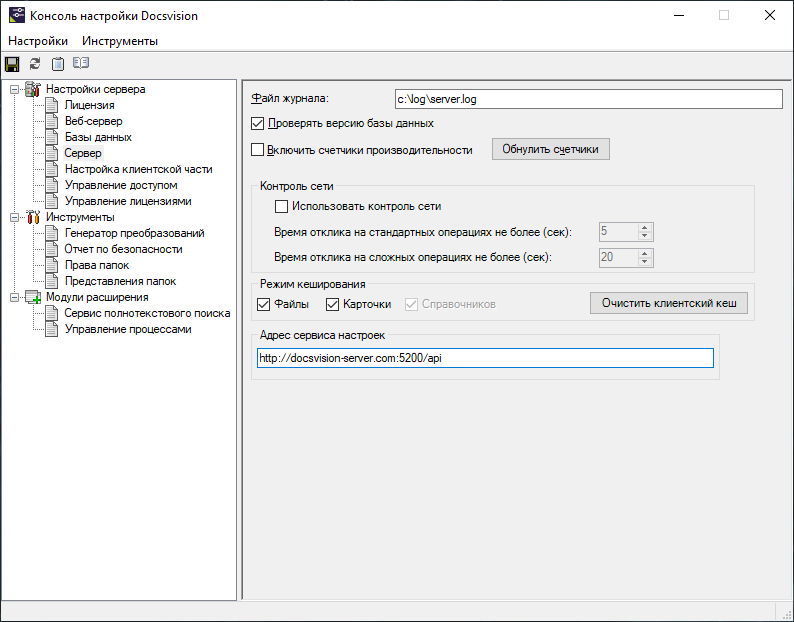 Консоль настройки Docsvision
Настройки Инструменты
Настройки сервера
Лицензия
Веб-сервер
Базы данных
Сервер
Настройка клиентской части
Управление доступом
Управление лицензиями
Инструменты
Генератор преобразований
Отчет по безопасности
Права папок
Представления папок
Модули расширения
Сервис полнотекстового поиска
Управление процессами
Файл журнала: c:\log\server.log
Проверять версию базы данных
Включить счетчики производительности Обнулить счетчики
Контроль сети
Использовать контроль сети
Время отклика на стандартных операциях не более (сек): 5
Время отклика на сложных операциях не более (сек): 20
Режим кеширования
Файлы Карточки Справочников Очистить клиентский кеш
Адрес сервиса настроек
http://docsvision-server.com:5200/api